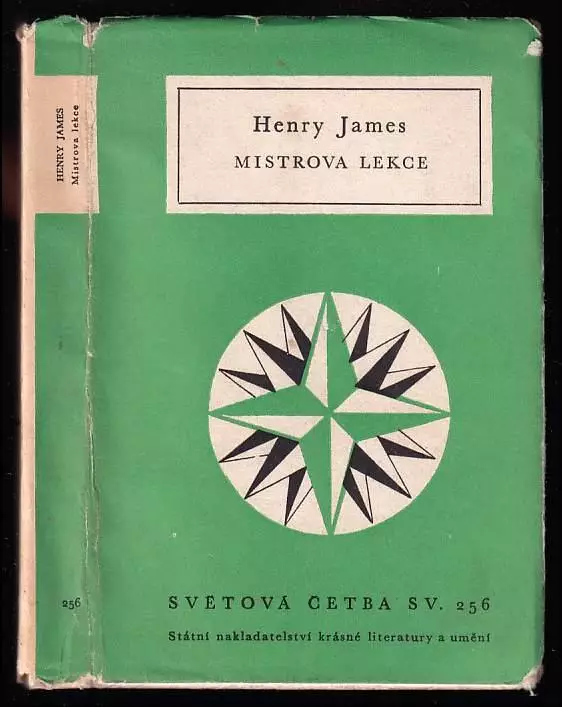 HENRY JAMES
Mistrova lekce
256
Henry James
MISTROVA LEKCE
SVĚTOVÁ ČETBA SV. 256
Státní nakladatelství krásné literatury a umění